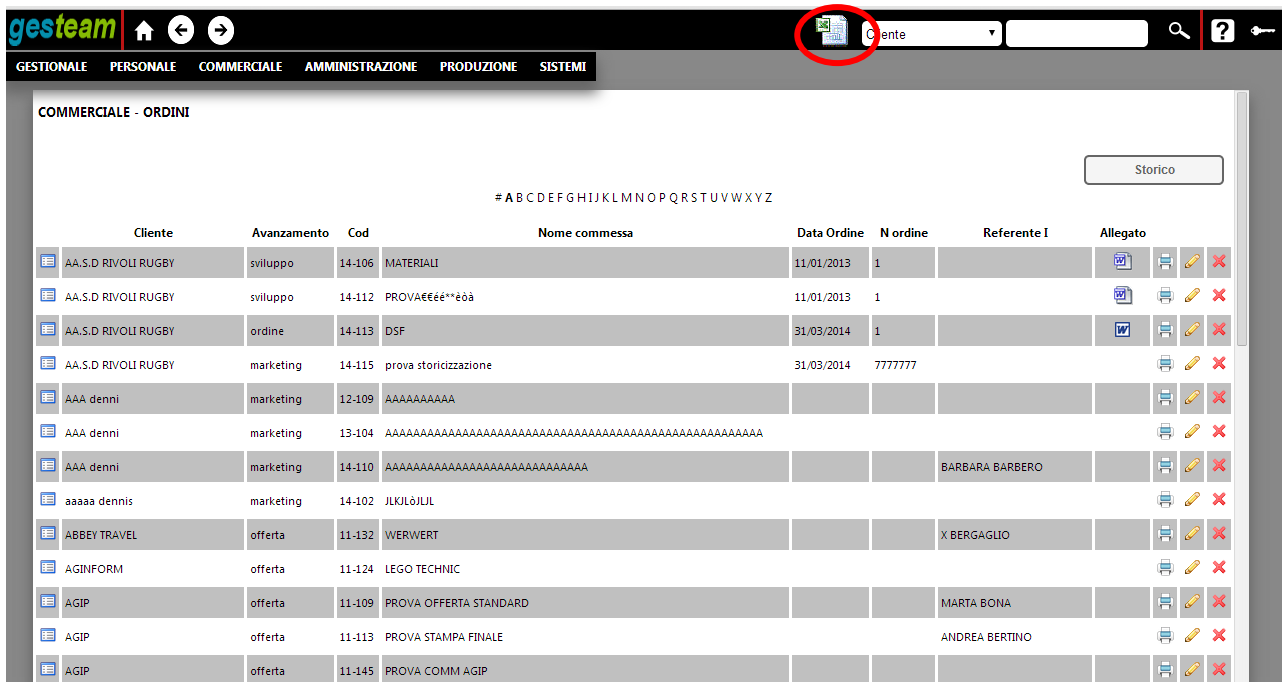 gesteam Cliente ?
GESTIONALE PERSONALE COMMERCIALE AMMINISTRAZIONE PRODUZIONE SISTEMI
COMMERCIALE - ORDINI
Storico
# A B C D E F G H I J K L M N O P Q R S T U V W X Y Z
Cliente Avanzamento Cod Nome commessa Data Ordine N ordine Referente I Allegato
AA.S.D RIVOLI RUGBY sviluppo 14-106 MATERIALI 11/01/2013 1
AA.S.D RIVOLI RUGBY sviluppo 14-112 PROVA€€éé**èòà 11/01/2013 1
AA.S.D RIVOLI RUGBY ordine 14-113 DSF 31/03/2014 1
AA.S.D RIVOLI RUGBY marketing 14-115 prova storicizzazione 31/03/2014 7777777
AAA denni marketing 12-109 AAAAAAAAAA
AAA denni marketing 13-104 AAAAAAAAAAAAAAAAAAAAAAAAAAAAAAAAAAAAAAAAAAAAAAAAAAAAAA
AAA denni marketing 14-110 AAAAAAAAAAAAAAAAAAAAAAAAAAAAA BARBARA BARBERO
aaaaa dennis marketing 14-102 JLKJLòJLJL
ABBEY TRAVEL offerta 11-132 WERWERT X BERGAGLIO
AGINFORM offerta 11-124 LEGO TECHNIC
AGIP offerta 11-109 PROVA OFFERTA STANDARD MARTA BONA
AGIP offerta 11-113 PROVA STAMPA FINALE ANDREA BERTINO
AGIP offerta 11-145 PROVA COMM AGIP